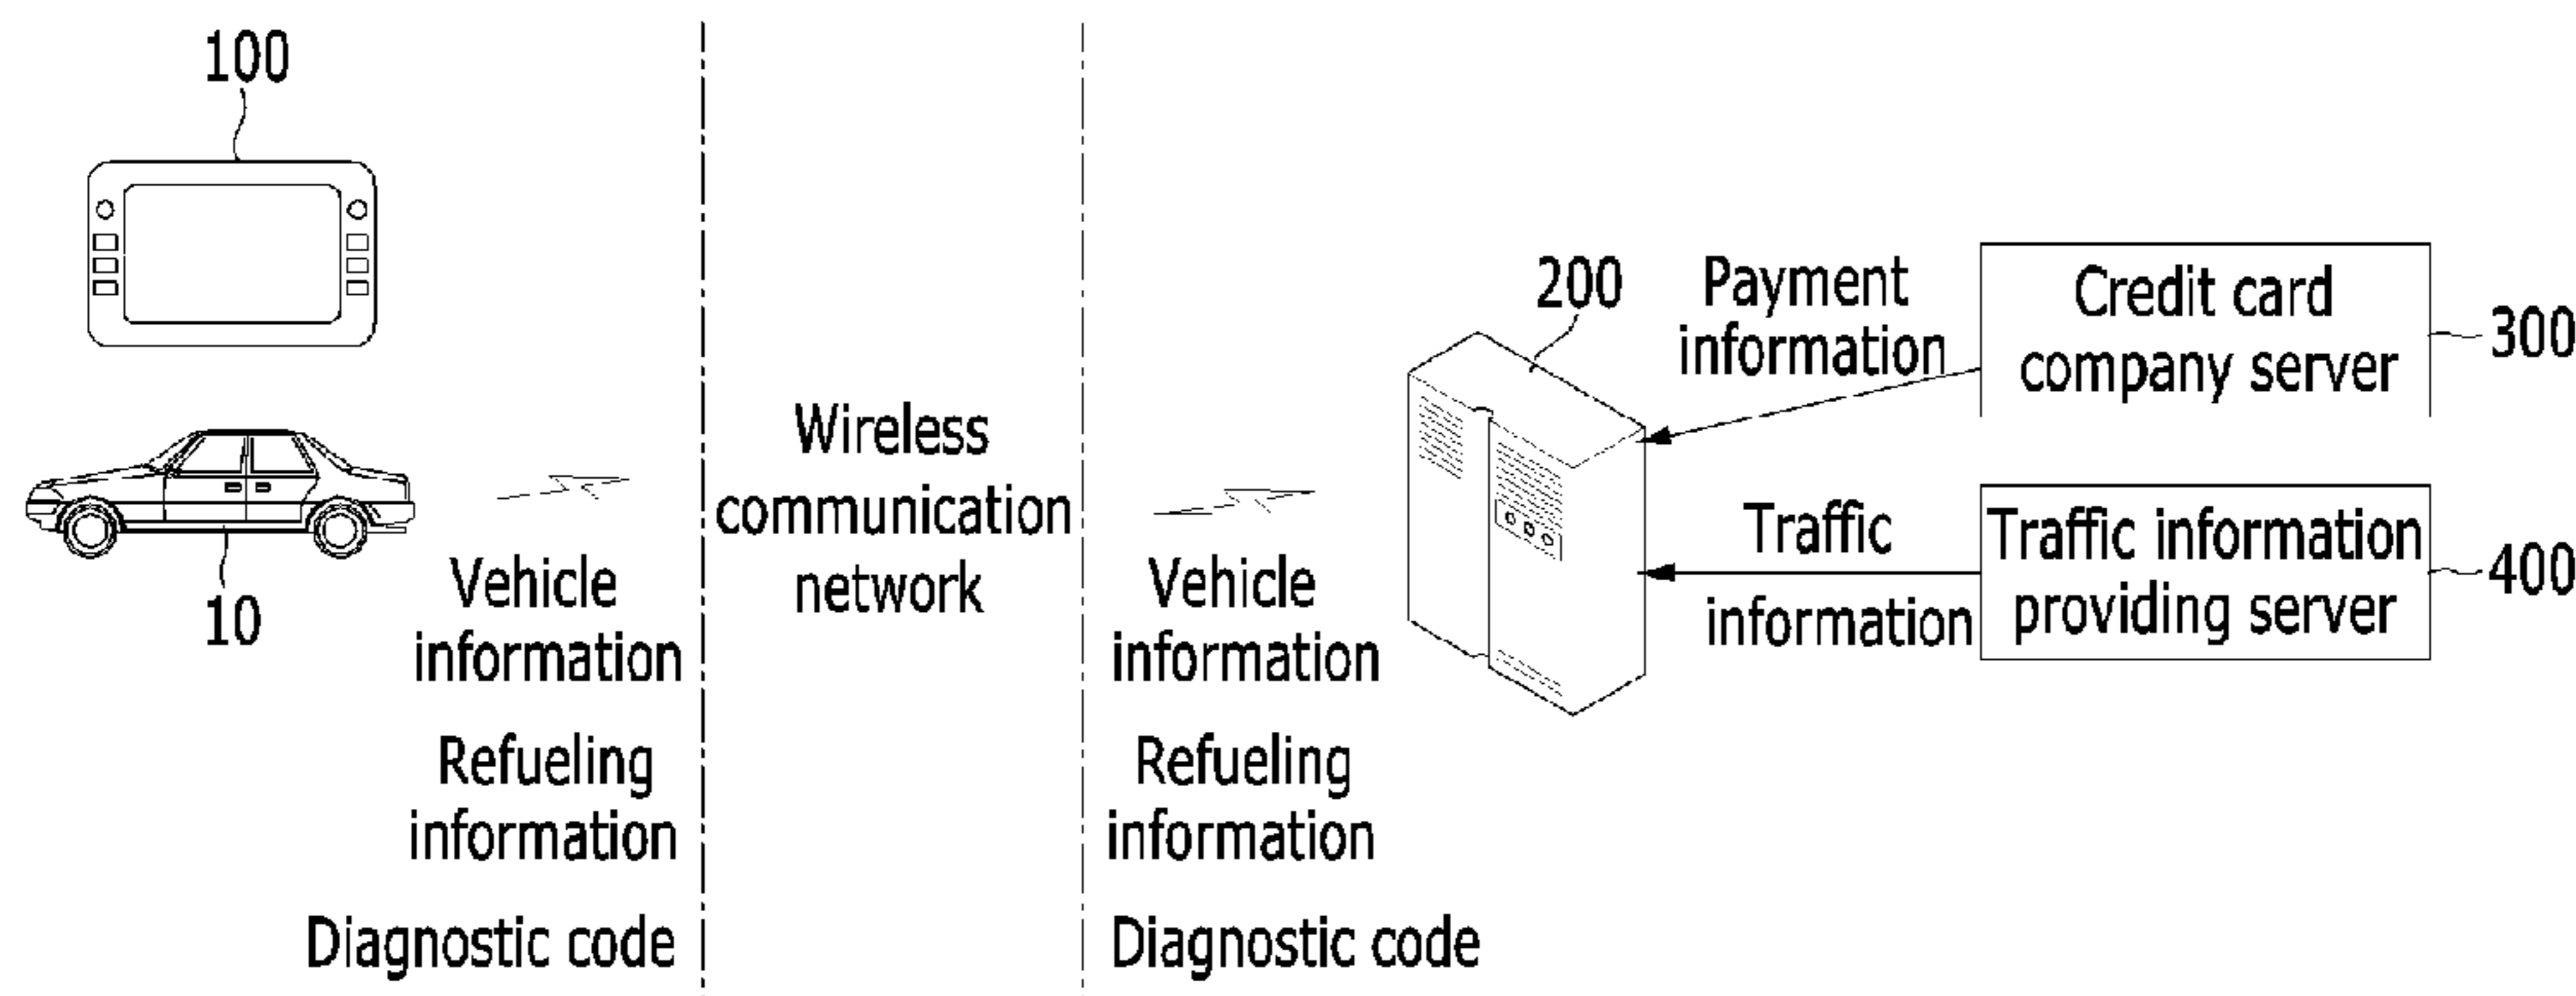 100
10
Vehicle
information
Refueling
information
Diagnostic code
Wireless
communication
network
Vehicle
information
Refueling
information
Diagnostic code
200
Payment
information
Traffic
information
Credit card
company server
300
Traffic information
providing server
400